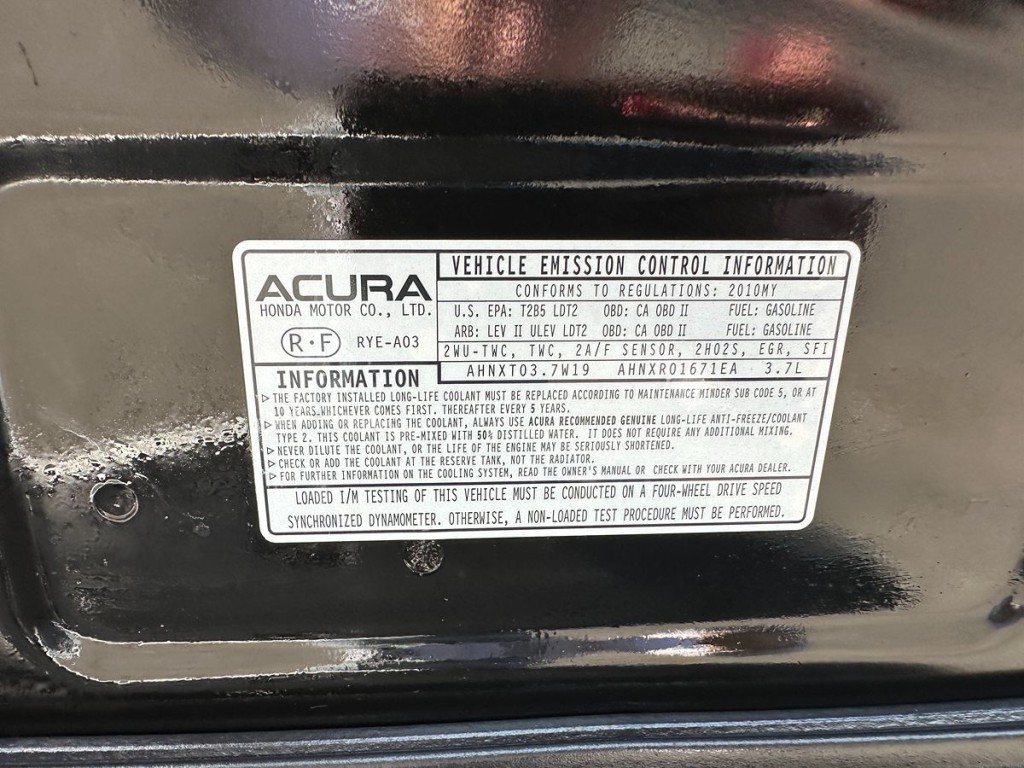 ACURA
HONDA MOTOR CO., LTD.
R·F RYE-A03
VEHICLE EMISSION CONTROL INFORMATION
CONFORMS TO REGULATIONS: 2010MY
U.S. EPA: T2B5 LDT2 OBD: CA OBD II FUEL: GASOLINE
ARB: LEV II ULEV LDT2 OBD: CA OBD II FUEL: GASOLINE
2WU-TWC, TWC, 2A/F SENSOR, 2HO2S, EGR, SFI
AHNXT03.7W19 AHNXR01671EA 3.7L
INFORMATION
▷ THE FACTORY INSTALLED LONG-LIFE COOLANT MUST BE REPLACED ACCORDING TO MAINTENANCE MINDER SUB CODE 5, OR AT
10 YEARS.WHICHEVER COMES FIRST. THEREAFTER EVERY 5 YEARS.
▷ WHEN ADDING OR REPLACING THE COOLANT, ALWAYS USE ACURA RECOMMENDED GENUINE LONG-LIFE ANTI-FREEZE/COOLANT
TYPE 2. THIS COOLANT IS PRE-MIXED WITH 50% DISTILLED WATER. IT DOES NOT REQUIRE ANY ADDITIONAL MIXING.
▷ NEVER DILUTE THE COOLANT, OR THE LIFE OF THE ENGINE MAY BE SERIOUSLY SHORTENED.
▷ CHECK OR ADD THE COOLANT AT THE RESERVE TANK, NOT THE RADIATOR.
▷ FOR FURTHER INFORMATION ON THE COOLING SYSTEM, READ THE OWNER'S MANUAL OR CHECK WITH YOUR ACURA DEALER.
LOADED I/M TESTING OF THIS VEHICLE MUST BE CONDUCTED ON A FOUR-WHEEL DRIVE SPEED
SYNCHRONIZED DYNAMOMETER. OTHERWISE, A NON-LOADED TEST PROCEDURE MUST BE PERFORMED.